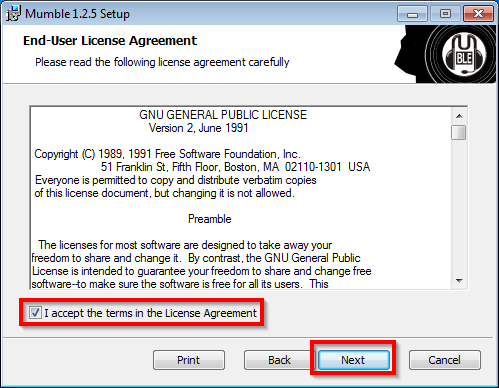 Mumble 1.2.5 Setup
End-User License Agreement
Please read the following license agreement carefully
BLE
GNU GENERAL PUBLIC LICENSE
Version 2, June 1991
Copyright (C) 1989, 1991 Free Software Foundation, Inc.
51 Franklin St, Fifth Floor, Boston, MA  02110-1301  USA
Everyone is permitted to copy and distribute verbatim copies
of this license document, but changing it is not allowed.
Preamble
The licenses for most software are designed to take away your
freedom to share and change it.  By contrast, the GNU General Public
License is intended to guarantee your freedom to share and change free
software--to make sure the software is free for all its users.  This
I accept the terms in the License Agreement
Print Back Next Cancel